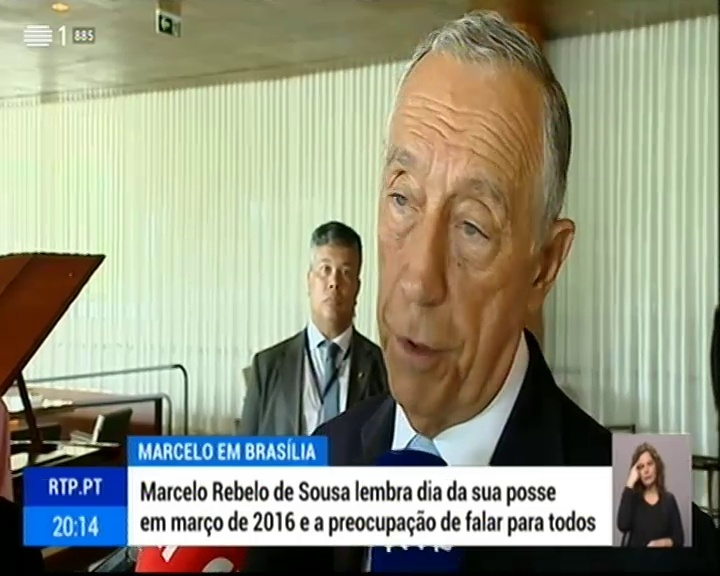 1 885
MARCELO EM BRASÍLIA
RTP.PT
Marcelo Rebelo de Sousa lembra dia da sua posse
20:14
em março de 2016 e a preocupação de falar para todos